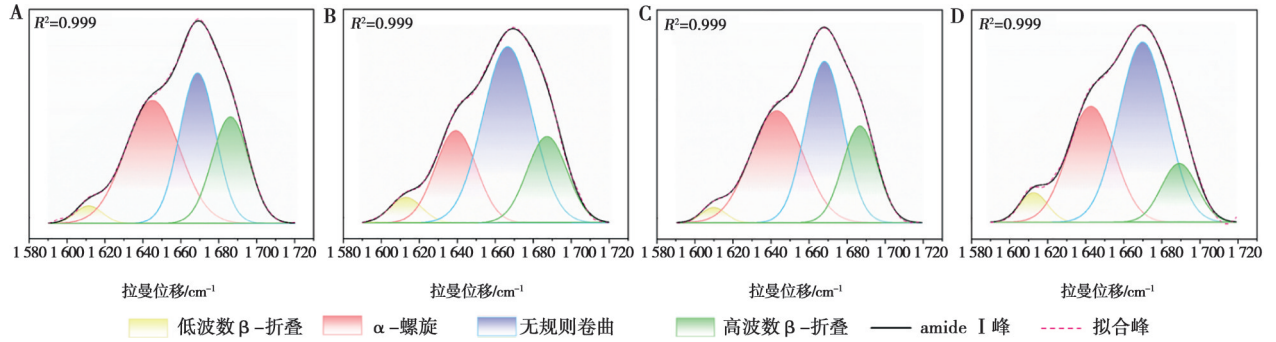 A B C D
R²=0.999 R²=0.999 R²=0.999 R²=0.999
1 580 1 600 1 620 1 640 1 660 1 680 1 700 1 720 1 580 1 600 1 620 1 640 1 660 1 680 1 700 1 720 1 580 1 600 1 620 1 640 1 660 1 680 1 700 1 720 1 580 1 600 1 620 1 640 1 660 1 680 1 700 1 720
拉曼位移/cm⁻¹ 拉曼位移/cm⁻¹ 拉曼位移/cm⁻¹ 拉曼位移/cm⁻¹
低波数β-折叠 α-螺旋 无规则卷曲 高波数β-折叠 amide Ⅰ峰 拟合峰